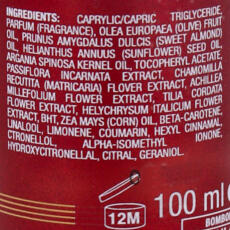 INGREDIENTS: CAPRYLIC/CAPRIC TRIGLYCERIDE,
PARFUM (FRAGRANCE), OLEA EUROPAEA (OLIVE) FRUIT
OIL, PRUNUS AMYGDALUS DULCIS (SWEET ALMOND)
OIL, HELIANTHUS ANNUUS (SUNFLOWER) SEED OIL,
ARGANIA SPINOSA KERNEL OIL, TOCOPHERYL ACETATE,
PASSIFLORA INCARNATA EXTRACT, CHAMOMILLA
RECUTITA (MATRICARIA) FLOWER EXTRACT, ACHILLEA
MILLEFOLIUM FLOWER EXTRACT, TILIA CORDATA
FLOWER EXTRACT, HELICHRYSUM ITALICUM FLOWER
EXTRACT, BHT, ZEA MAYS (CORN) OIL, BETA-CAROTENE,
LINALOOL, LIMONENE, COUMARIN, HEXYL CINNAMAL,
CITRONELLOL, ALPHA-ISOMETHYL IONONE,
HYDROXYCITRONELLAL, CITRAL, GERANIOL.
12M
100 ml